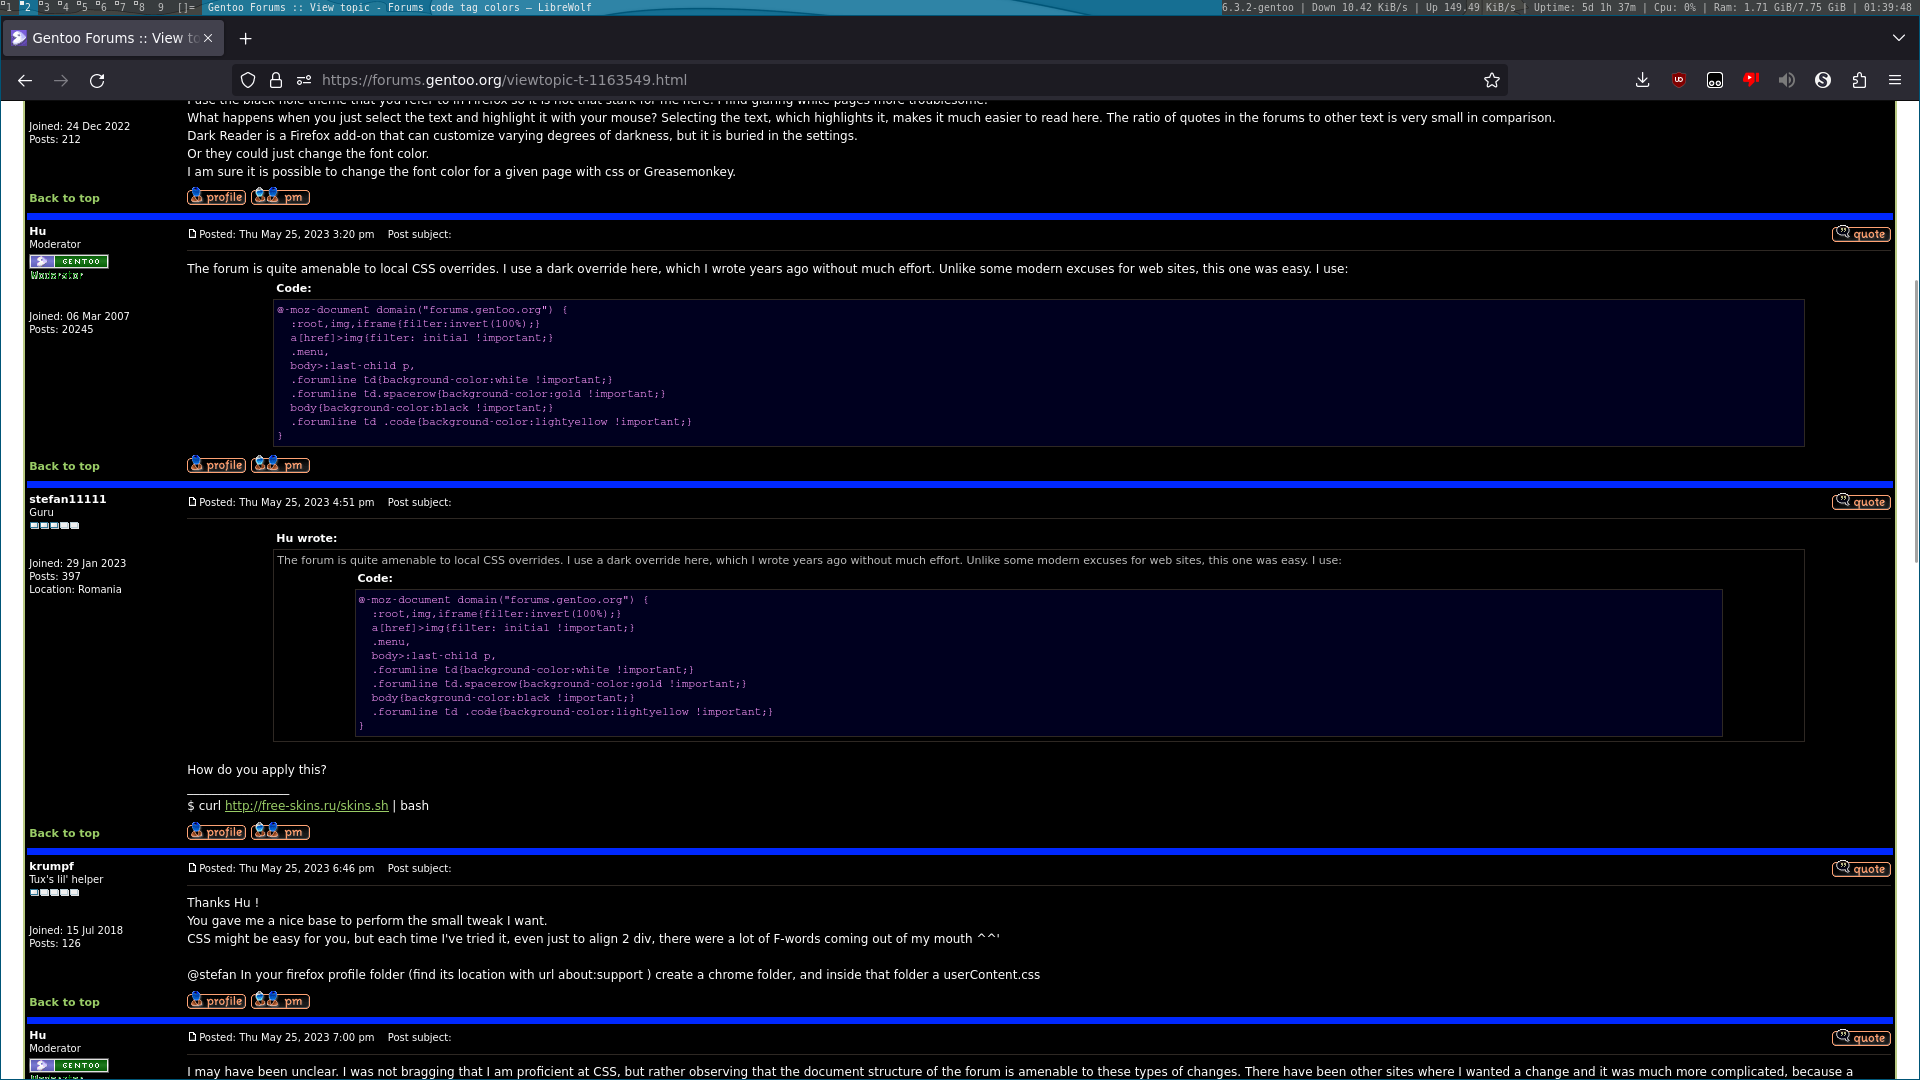 1 2 3 4 5 6 7 8 9 []= Gentoo Forums :: View topic - Forums code tag colors — LibreWolf 6.3.2-gentoo | Down 10.42 KiB/s | Up 149.49 KiB/s | Uptime: 5d 1h 37m | Cpu: 0% | Ram: 1.71 GiB/7.75 GiB | 01:39:48
Gentoo Forums :: View to
https://forums.gentoo.org/viewtopic-t-1163549.html
I use the black hole theme that you refer to in Firefox so it is not that stark for me here. I find glaring white pages more troublesome.
What happens when you just select the text and highlight it with your mouse? Selecting the text, which highlights it, makes it much easier to read here. The ratio of quotes in the forums to other text is very small in comparison.
Joined: 24 Dec 2022
Posts: 212
Dark Reader is a Firefox add-on that can customize varying degrees of darkness, but it is buried in the settings.
Or they could just change the font color.
I am sure it is possible to change the font color for a given page with css or Greasemonkey.
Back to top profile pm
Hu
Moderator
GENTOO
Joined: 06 Mar 2007
Posts: 20245
Posted: Thu May 25, 2023 3:20 pm Post subject: quote
The forum is quite amenable to local CSS overrides. I use a dark override here, which I wrote years ago without much effort. Unlike some modern excuses for web sites, this one was easy. I use:
Code:
@-moz-document domain("forums.gentoo.org") {
:root,img,iframe{filter:invert(100%);}
a[href]>img{filter: initial !important;}
.menu,
body>:last-child p,
.forumline td{background-color:white !important;}
.forumline td.spacerow{background-color:gold !important;}
body{background-color:black !important;}
.forumline td .code{background-color:lightyellow !important;}
}
Back to top profile pm
stefan11111
Guru
Joined: 29 Jan 2023
Posts: 397
Location: Romania
Posted: Thu May 25, 2023 4:51 pm Post subject: quote
Hu wrote:
The forum is quite amenable to local CSS overrides. I use a dark override here, which I wrote years ago without much effort. Unlike some modern excuses for web sites, this one was easy. I use:
Code:
@-moz-document domain("forums.gentoo.org") {
:root,img,iframe{filter:invert(100%);}
a[href]>img{filter: initial !important;}
.menu,
body>:last-child p,
.forumline td{background-color:white !important;}
.forumline td.spacerow{background-color:gold !important;}
body{background-color:black !important;}
.forumline td .code{background-color:lightyellow !important;}
}
How do you apply this?
_________________
$ curl http://free-skins.ru/skins.sh | bash
Back to top profile pm
krumpf
Tux's lil' helper
Joined: 15 Jul 2018
Posts: 126
Posted: Thu May 25, 2023 6:46 pm Post subject: quote
Thanks Hu !
You gave me a nice base to perform the small tweak I want.
CSS might be easy for you, but each time I've tried it, even just to align 2 div, there were a lot of F-words coming out of my mouth ^^'
@stefan In your firefox profile folder (find its location with url about:support ) create a chrome folder, and inside that folder a userContent.css
Back to top profile pm
Hu
Moderator
GENTOO
Posted: Thu May 25, 2023 7:00 pm Post subject: quote
I may have been unclear. I was not bragging that I am proficient at CSS, but rather observing that the document structure of the forum is amenable to these types of changes. There have been other sites where I wanted a change and it was much more complicated, because a